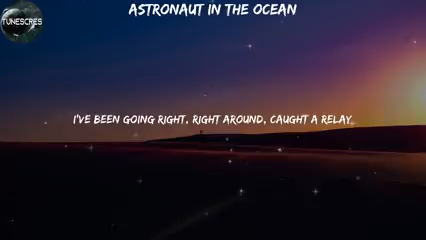 ASTRONAUT IN THE OCEAN
TUNESCRES
I'VE BEEN GOING RIGHT, RIGHT AROUND, CAUGHT A RELAY